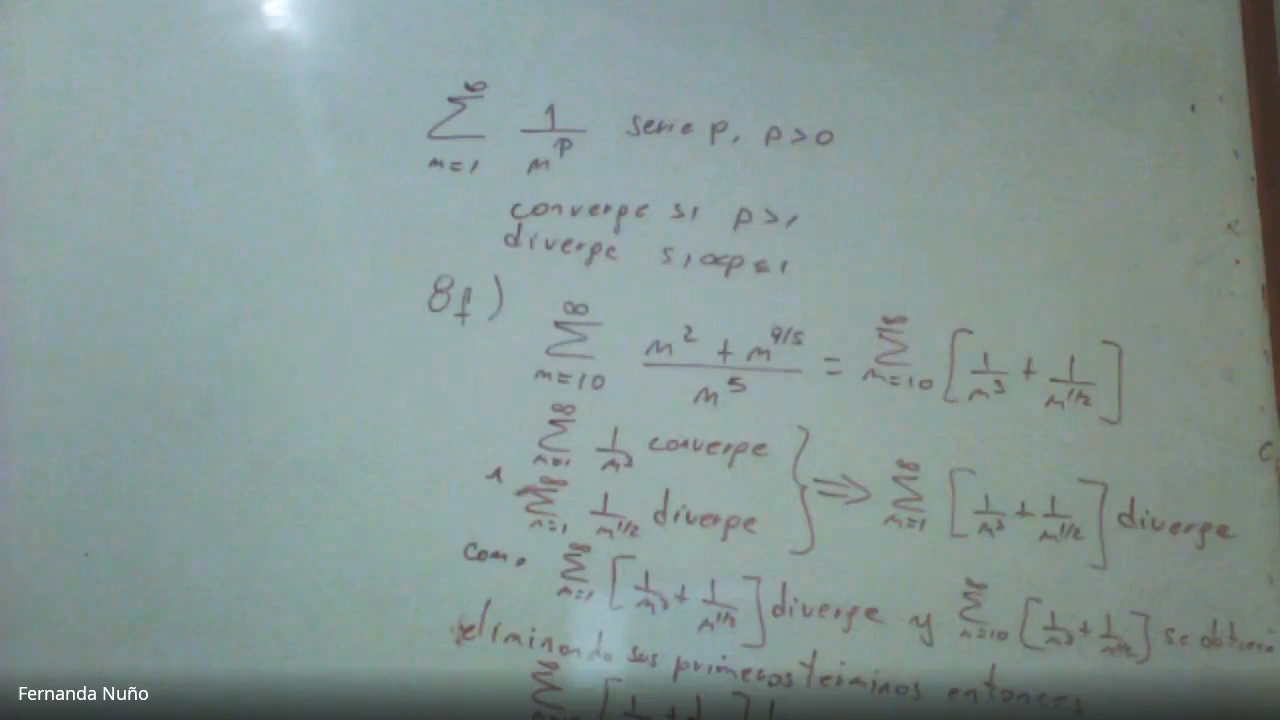 ∞
∑ 1/n^p serie p, p>0
n=1
converge si p>1
diverge si 0<p≤1
8f)
∑_{n=10}^{∞} (n^2 + n^{9/2})/n^5 = ∑_{n=10}^{∞} [1/n^3 + 1/n^{1/2}]
∑_{n=1}^{∞} 1/n^3 converge
∑_{n=1}^{∞} 1/n^{1/2} diverge } ⇒ ∑_{n=1}^{∞} [1/n^3 + 1/n^{1/2}] diverge
como ∑_{n=1}^{∞} [1/n^3 + 1/n^{1/2}] diverge y ∑_{n=10}^{∞} [1/n^3 + 1/n^{1/2}] se
eliminando sus primeros términos entonces
Fernanda Nuño